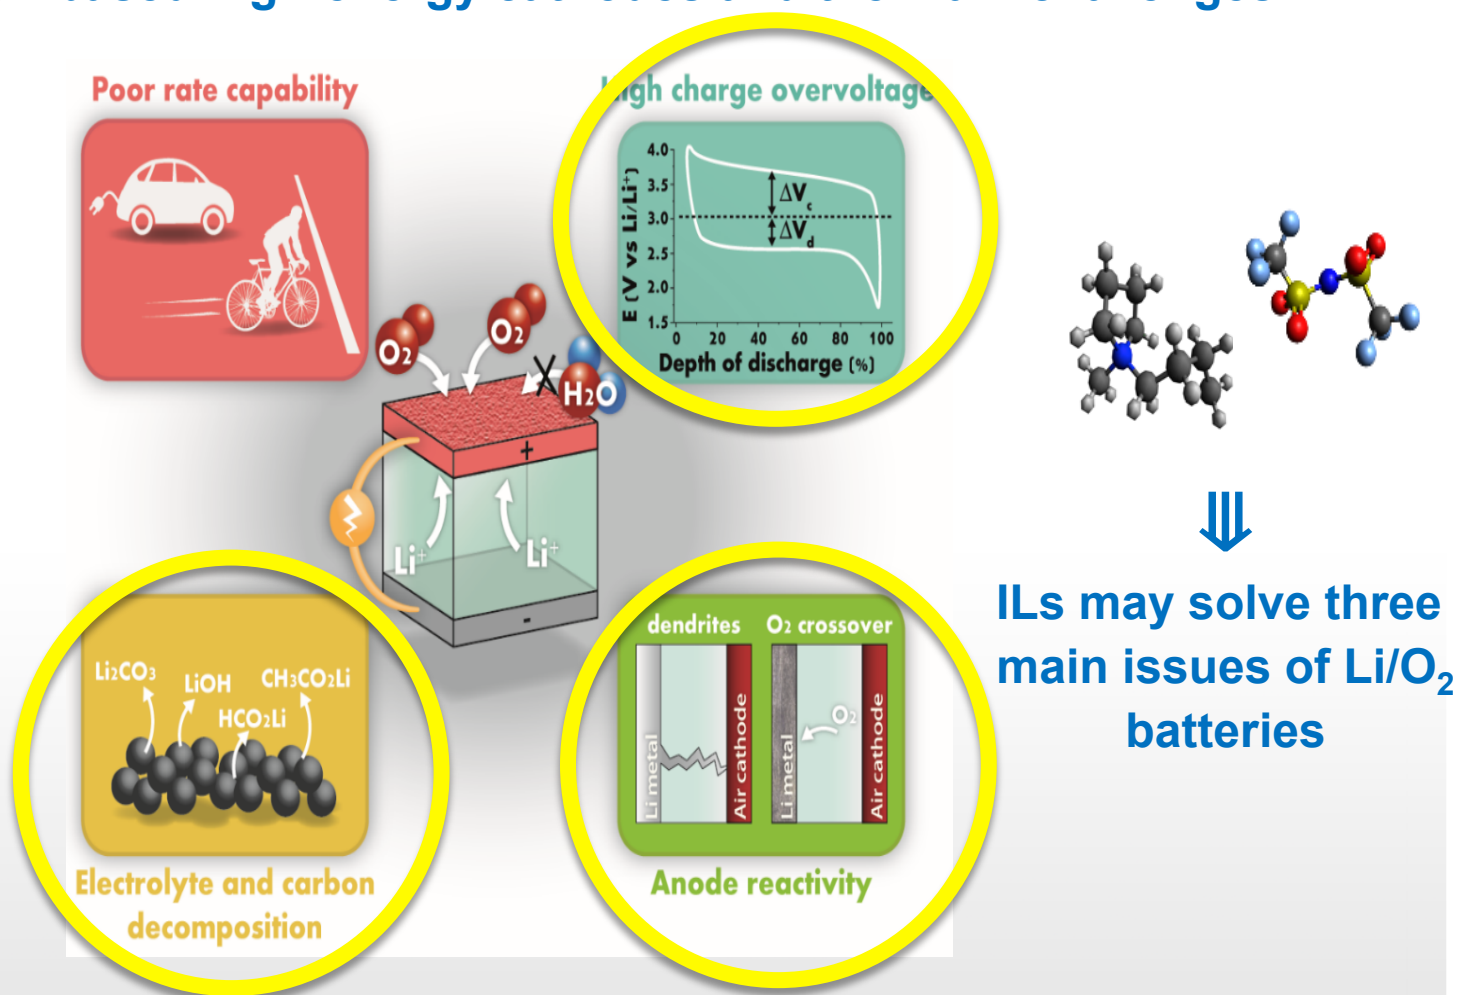 Poor rate capability
High charge overvoltage
E (V vs Li/Li⁺)
4.0
3.5
3.0
2.5
2.0
1.5
ΔVc
ΔVd
0 20 40 60 80 100
Depth of discharge (%)
O2
O2
H2O
+
Li⁺
Li⁺
-
ILs may solve three
main issues of Li/O₂
batteries
Li2CO3
LiOH
CH3CO2Li
HCO2Li
Electrolyte and carbon
decomposition
dendrites
O2 crossover
Li metal
Air cathode
Li metal
O2
Air cathode
Anode reactivity